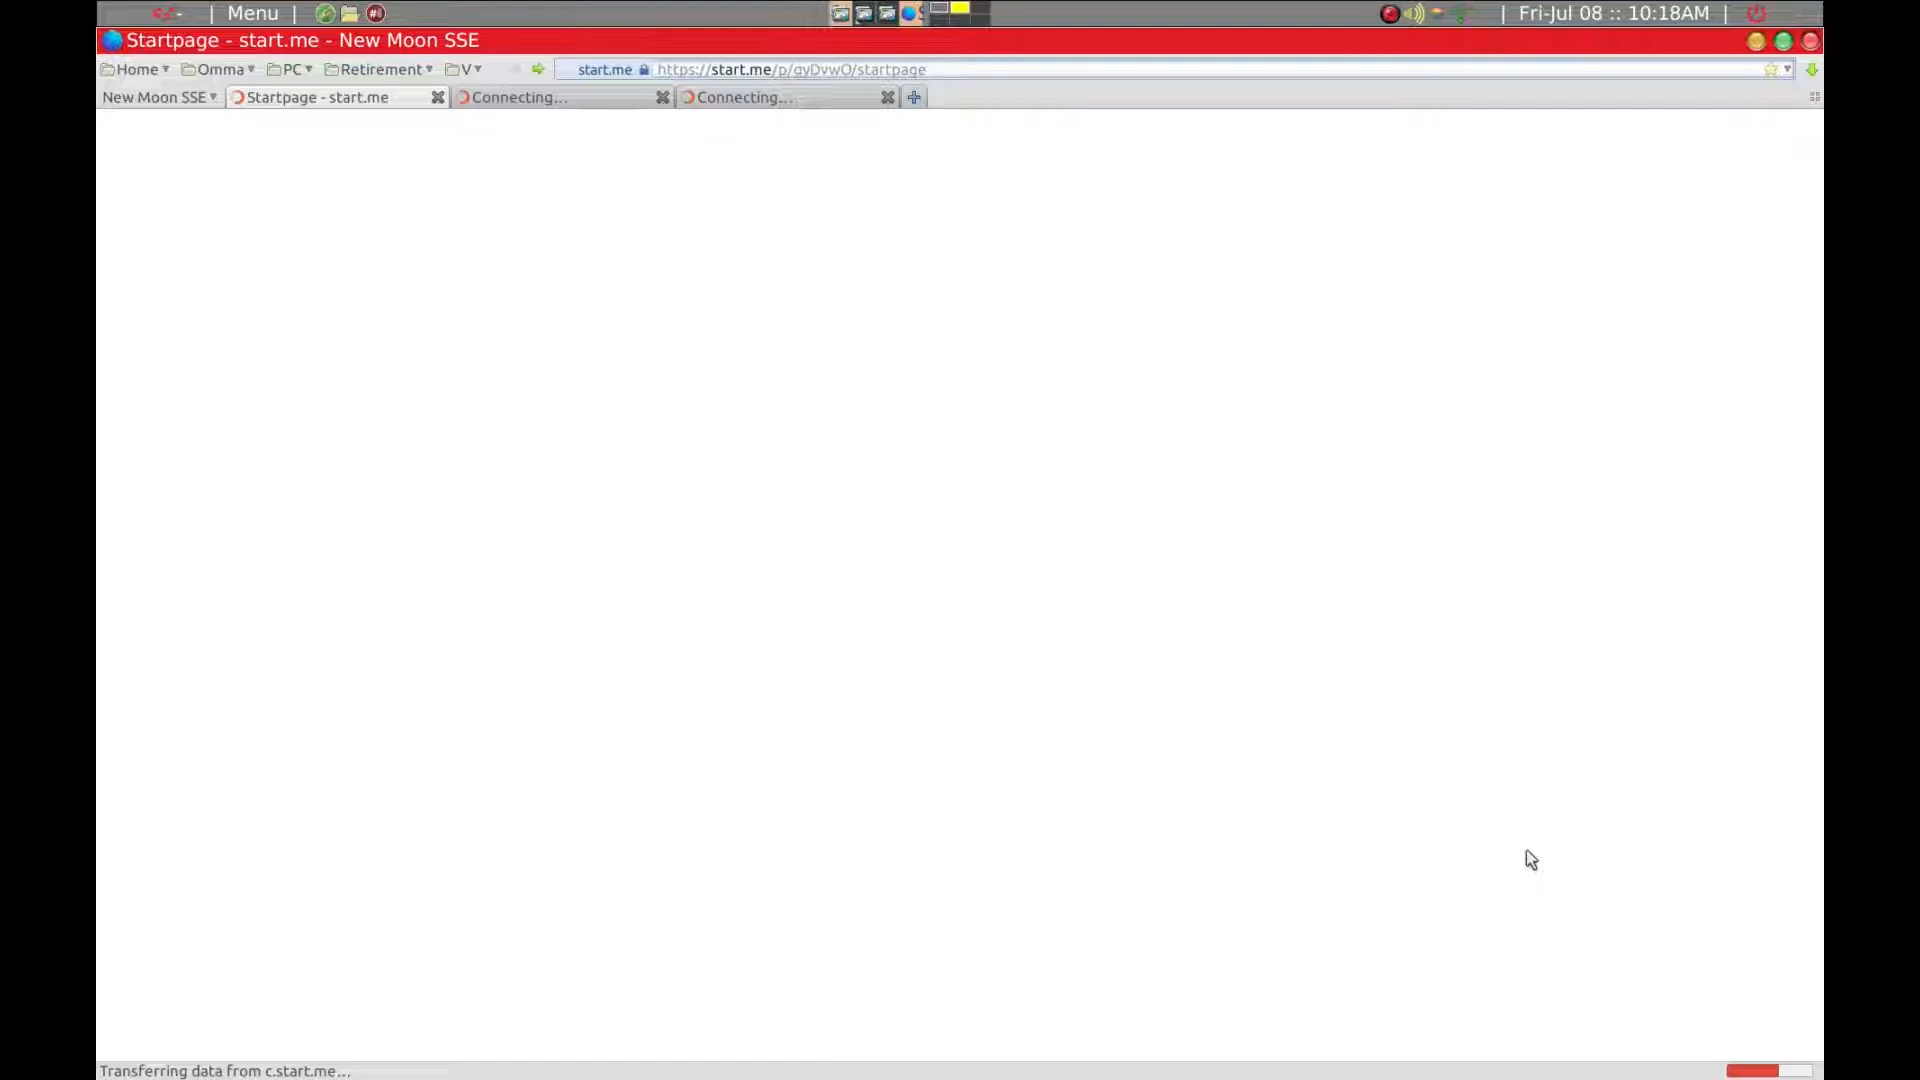 | Menu |
| Fri-Jul 08 :: 10:18AM |
Startpage - start.me - New Moon SSE
Home Omma PC Retirement V start.me https://start.me/p/gyDvwO/startpage
New Moon SSE Startpage - start.me Connecting... Connecting...
Transferring data from c.start.me...